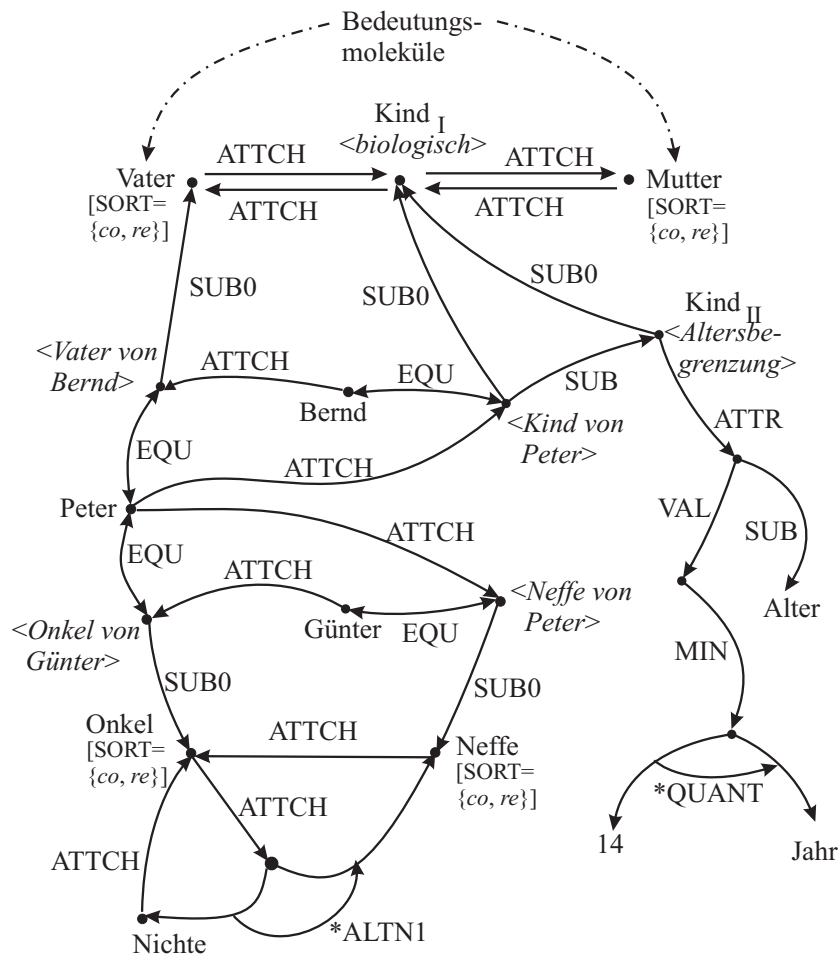 Bedeutungs-
moleküle
Kind I
<biologisch>
ATTCH
ATTCH
Vater
ATTCH
ATTCH
Mutter
[SORT=
{co, re}]
[SORT=
{co, re}]
SUB0
SUB0
SUB0
Kind II
<Altersbe-
grenzung>
<Vater von
Bernd>
ATTCH
EQU
SUB
Bernd
<Kind von
Peter>
ATTR
EQU
ATTCH
Peter
VAL
SUB
ATTCH
EQU
ATTCH
<Neffe von
Peter>
Alter
<Onkel von
Günter>
Günter
EQU
MIN
SUB0
SUB0
Onkel
[SORT=
{co, re}]
ATTCH
Neffe
[SORT=
{co, re}]
*QUANT
ATTCH
14
Jahr
ATTCH
*ALTN1
Nichte